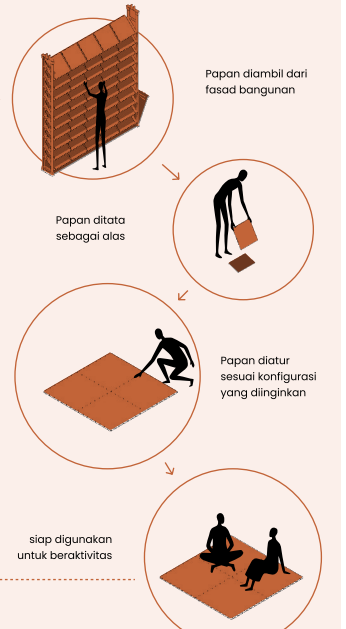 Papan diambil dari
fasad bangunan
Papan ditata
sebagai alas
Papan diatur
sesuai konfigurasi
yang diinginkan
siap digunakan
untuk beraktivitas